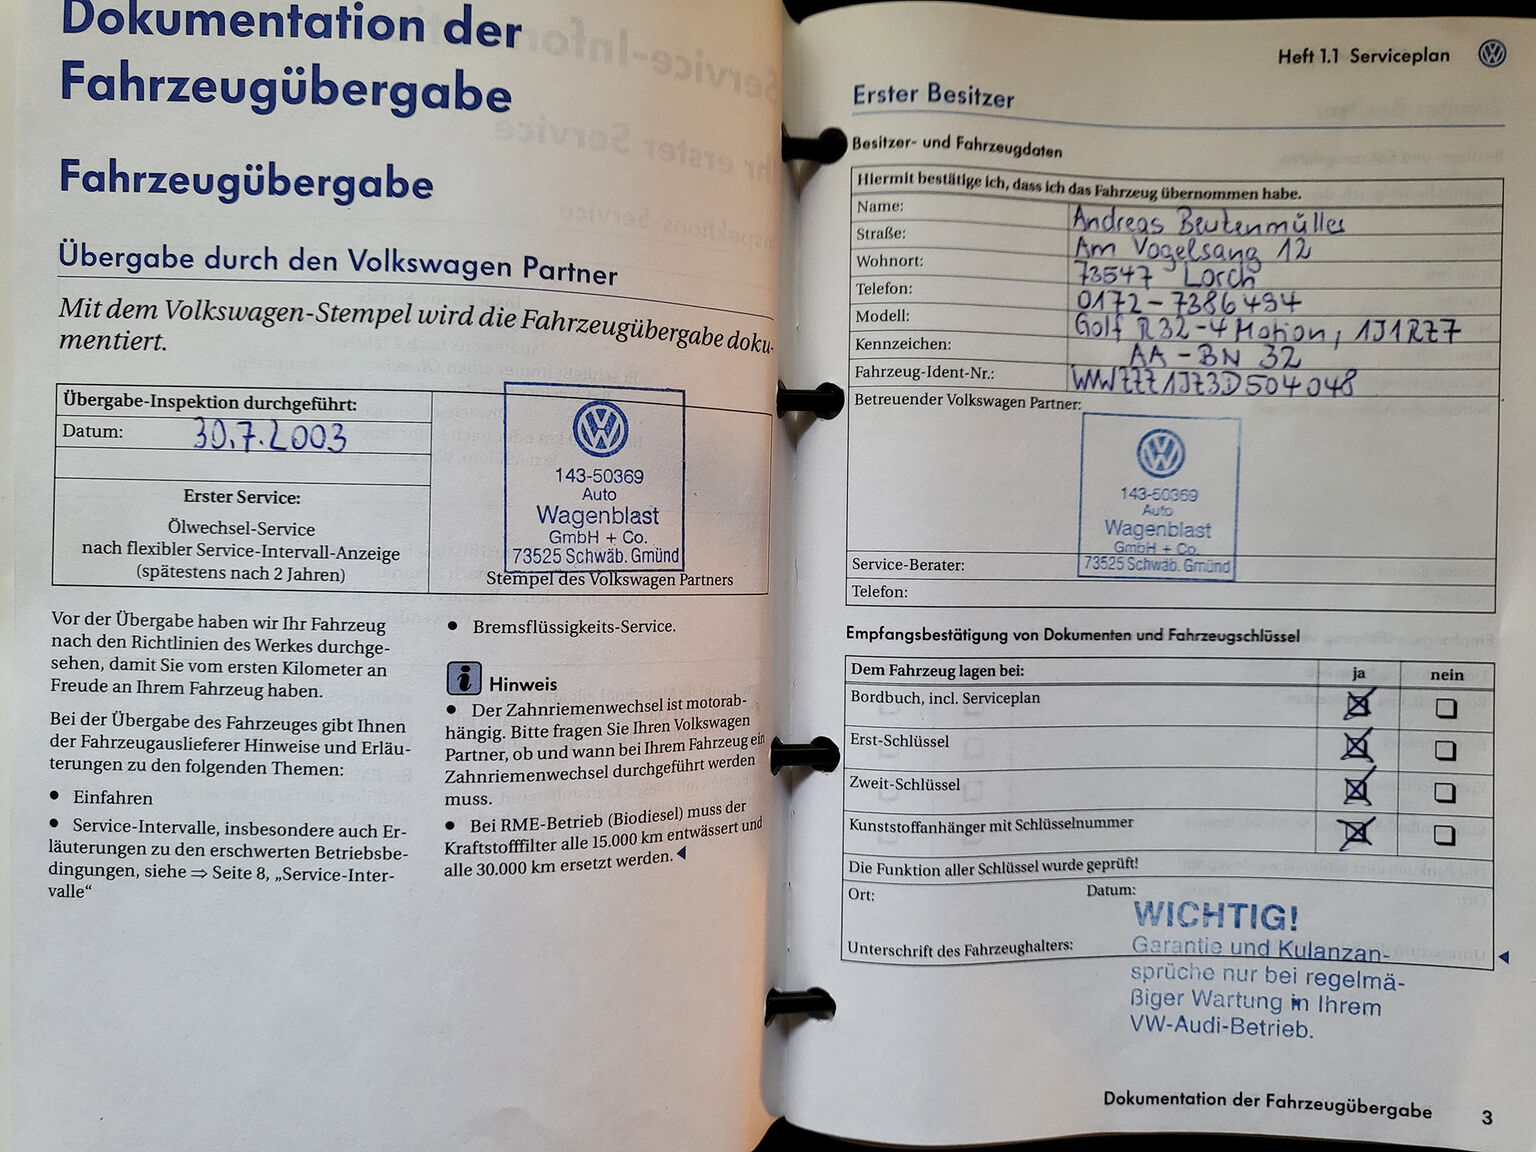 Dokumentation der
Fahrzeugübergabe
Fahrzeugübergabe
Übergabe durch den Volkswagen Partner
Mit dem Volkswagen-Stempel wird die Fahrzeugübergabe doku-
mentiert.
Übergabe-Inspektion durchgeführt:
Datum: 30.7.2003
Erster Service:
Ölwechsel-Service
nach flexibler Service-Intervall-Anzeige
(spätestens nach 2 Jahren)
143-50369
Auto
Wagenblast
GmbH + Co.
73525 Schwäb. Gmünd
Stempel des Volkswagen Partners
Vor der Übergabe haben wir Ihr Fahrzeug
nach den Richtlinien des Werkes durchge-
sehen, damit Sie vom ersten Kilometer an
Freude an Ihrem Fahrzeug haben.
Bei der Übergabe des Fahrzeuges gibt Ihnen
der Fahrzeugauslieferer Hinweise und Erläu-
terungen zu den folgenden Themen:
• Einfahren
• Service-Intervalle, insbesondere auch Er-
läuterungen zu den erschwerten Betriebsbe-
dingungen, siehe ⇒ Seite 8, „Service-Inter-
valle“
• Bremsflüssigkeits-Service.
i Hinweis
• Der Zahnriemenwechsel ist motorab-
hängig. Bitte fragen Sie Ihren Volkswagen
Partner, ob und wann bei Ihrem Fahrzeug ein
Zahnriemenwechsel durchgeführt werden
muss.
• Bei RME-Betrieb (Biodiesel) muss der
Kraftstofffilter alle 15.000 km entwässert und
alle 30.000 km ersetzt werden.
Heft 1.1 Serviceplan
Erster Besitzer
Besitzer- und Fahrzeugdaten
Hiermit bestätige ich, dass ich das Fahrzeug übernommen habe.
Name: Andreas Beutenmüller
Straße: Am Vogelsang 12
Wohnort: 73547 Lorch
Telefon: 0172-7386494
Modell: Golf R32-4Motion, 1J1RZ7
Kennzeichen: AA-BN 32
Fahrzeug-Ident-Nr.: WVWZZZ1JZ3D504048
Betreuender Volkswagen Partner:
143-50369
Auto
Wagenblast
GmbH + Co.
73525 Schwäb. Gmünd
Service-Berater:
Telefon:
Empfangsbestätigung von Dokumenten und Fahrzeugschlüssel
Dem Fahrzeug lagen bei: ja nein
Bordbuch, incl. Serviceplan
Erst-Schlüssel
Zweit-Schlüssel
Kunststoffanhänger mit Schlüsselnummer
Die Funktion aller Schlüssel wurde geprüft!
Ort: Datum:
Unterschrift des Fahrzeughalters:
WICHTIG!
Garantie und Kulanzan-
sprüche nur bei regelmä-
ßiger Wartung in Ihrem
VW-Audi-Betrieb.
Dokumentation der Fahrzeugübergabe 3